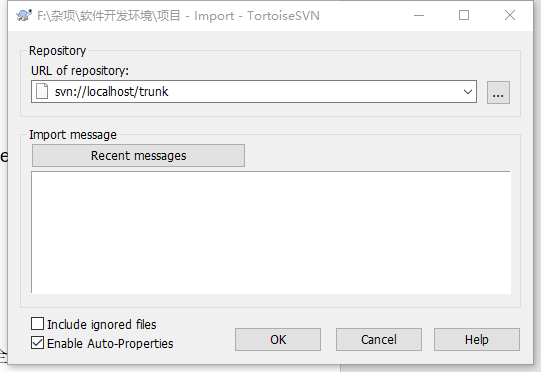 F:\杂项\软件开发环境\项目 - Import - TortoiseSVN
Repository
URL of repository:
svn://localhost/trunk
...
Import message
Recent messages
Include ignored files
Enable Auto-Properties
OK
Cancel
Help